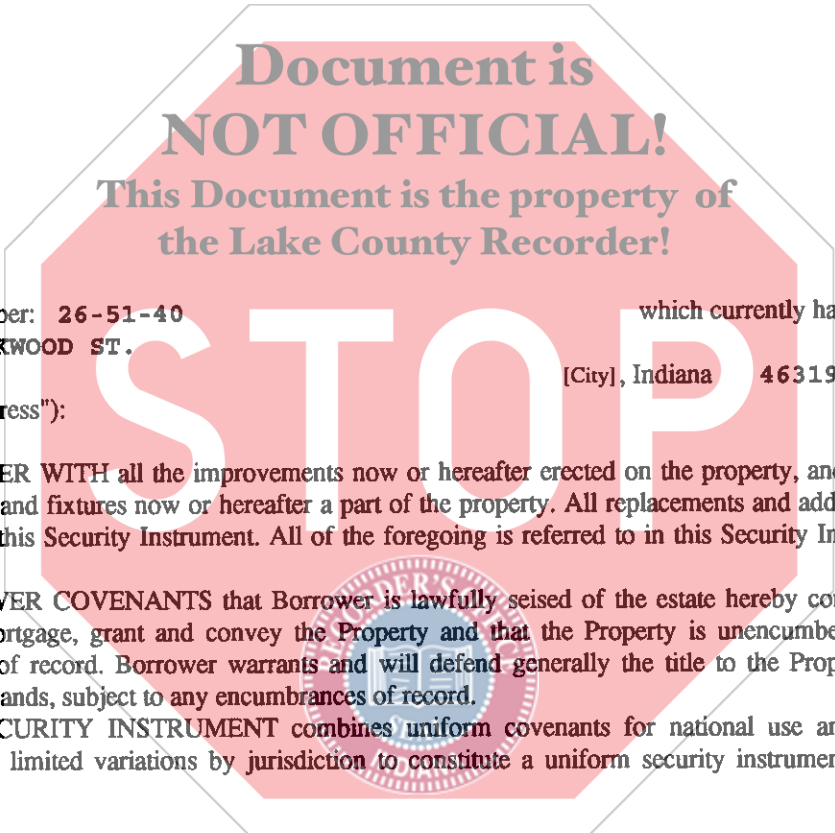 Document is
NOT OFFICIAL!
This Document is the property of
the Lake County Recorder!
ber: 26-51-40 which currently ha
KWOOD ST.
[City], Indiana 46319
ress"):
STOP
ER WITH all the improvements now or hereafter erected on the property, and
and fixtures now or hereafter a part of the property. All replacements and add
this Security Instrument. All of the foregoing is referred to in this Security In
VER COVENANTS that Borrower is lawfully seised of the estate hereby co
ortgage, grant and convey the Property and that the Property is unencumbe
of record. Borrower warrants and will defend generally the title to the Prop
ands, subject to any encumbrances of record.
CURITY INSTRUMENT combines uniform covenants for national use an
limited variations by jurisdiction to constitute a uniform security instrumen
RECORDER'S
SEAL
INDIANA